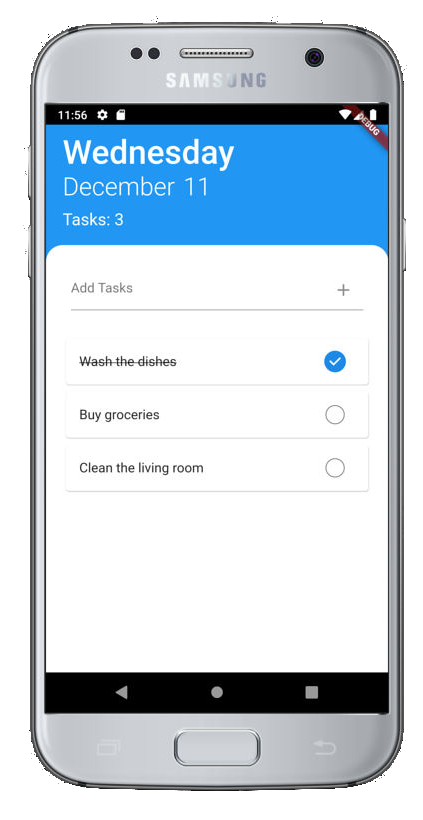 SAMSUNG
11:56
DEBUG
Wednesday
December 11
Tasks: 3
Add Tasks +
Wash the dishes
Buy groceries
Clean the living room